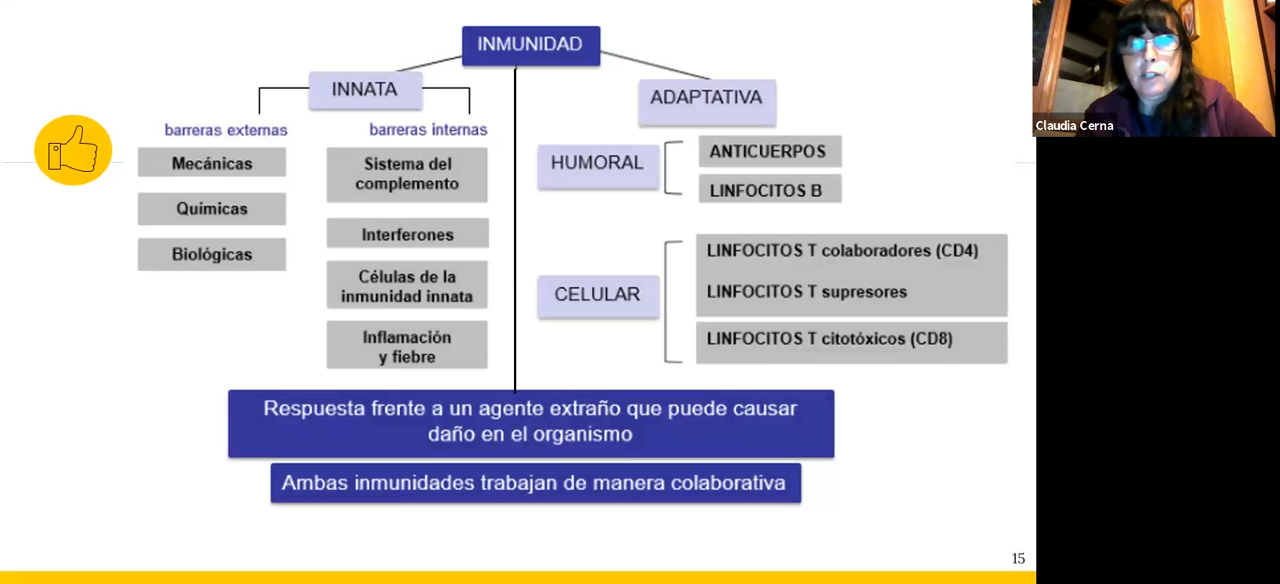 INMUNIDAD
INNATA
ADAPTATIVA
barreras externas
barreras internas
Mecánicas
Químicas
Biológicas
Sistema del
complemento
Interferones
Células de la
inmunidad innata
Inflamación
y fiebre
HUMORAL
ANTICUERPOS
LINFOCITOS B
CELULAR
LINFOCITOS T colaboradores (CD4)
LINFOCITOS T supresores
LINFOCITOS T citotóxicos (CD8)
Respuesta frente a un agente extraño que puede causar
daño en el organismo
Ambas inmunidades trabajan de manera colaborativa
15
Claudia Cerna